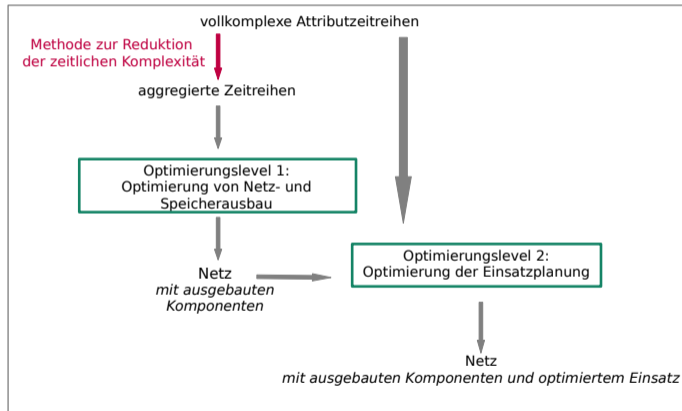 vollkomplexe Attributzeitreihen
Methode zur Reduktion
der zeitlichen Komplexität
aggregierte Zeitreihen
Optimierungslevel 1:
Optimierung von Netz- und
Speicherausbau
Optimierungslevel 2:
Optimierung der Einsatzplanung
Netz
mit ausgebauten
Komponenten
Netz
mit ausgebauten Komponenten und optimiertem Einsatz